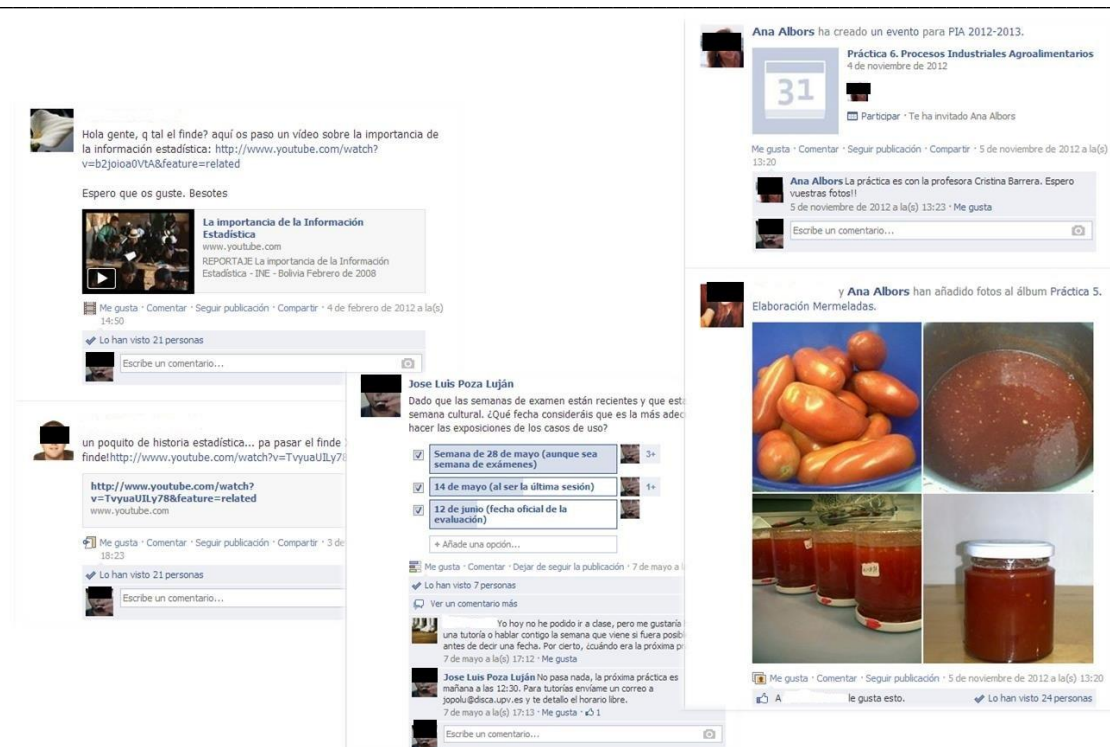 Hola gente, q tal el finde? aquí os paso un vídeo sobre la importancia de
la información estadística: http://www.youtube.com/watch?
v=b2joioa0VtA&feature=related
Espero que os guste. Besotes
La importancia de la Información
Estadística
www.youtube.com
REPORTAJE La importancia de la Información
Estadística - INE - Bolivia Febrero de 2008
Me gusta · Comentar · Seguir publicación · Compartir · 4 de febrero de 2012 a la(s)
14:50
Lo han visto 21 personas
Escribe un comentario...
un poquito de historia estadística... pa pasar el finde
finde!http://www.youtube.com/watch?v=TvyuaUILy78
http://www.youtube.com/watch?
v=TvyuaUILy78&feature=related
www.youtube.com
Me gusta · Comentar · Seguir publicación · Compartir · 3 de
18:23
Lo han visto 21 personas
Escribe un comentario...
Jose Luis Poza Luján
Dado que las semanas de examen están recientes y que est
semana cultural. ¿Qué fecha consideráis que es la más adec
hacer las exposiciones de los casos de uso?
Semana de 28 de mayo (aunque sea
semana de exámenes)
3+
14 de mayo (al ser la última sesión)
1+
12 de junio (fecha oficial de la
evaluación)
+ Añade una opción...
Me gusta · Comentar · Dejar de seguir la publicación · 7 de mayo a l
Lo han visto 7 personas
Ver un comentario más
Yo hoy no he podido ir a clase, pero me gustaría
una tutoría o hablar contigo la semana que viene si fuera posib
antes de decir una fecha. Por cierto, ¿cuándo era la próxima pr
7 de mayo a la(s) 17:12 · Me gusta
Jose Luis Poza Luján No pasa nada, la próxima práctica es
mañana a las 12:30. Para tutorías envíame un correo a
jopolu@disca.upv.es y te detallo el horario libre.
7 de mayo a la(s) 17:13 · Me gusta · 1
Escribe un comentario...
Ana Albors ha creado un evento para PIA 2012-2013.
31
Práctica 6. Procesos Industriales Agroalimentarios
4 de noviembre de 2012
Participar · Te ha invitado Ana Albors
Me gusta · Comentar · Seguir publicación · Compartir · 5 de noviembre de 2012 a la(s)
13:20
Ana Albors La práctica es con la profesora Cristina Barrera. Espero
vuestras fotos!!
5 de noviembre de 2012 a la(s) 13:23 · Me gusta
Escribe un comentario...
y Ana Albors han añadido fotos al álbum Práctica 5.
Elaboración Mermeladas.
Me gusta · Comentar · Seguir publicación · 5 de noviembre de 2012 a la(s) 13:20
A le gusta esto.
Lo han visto 24 personas